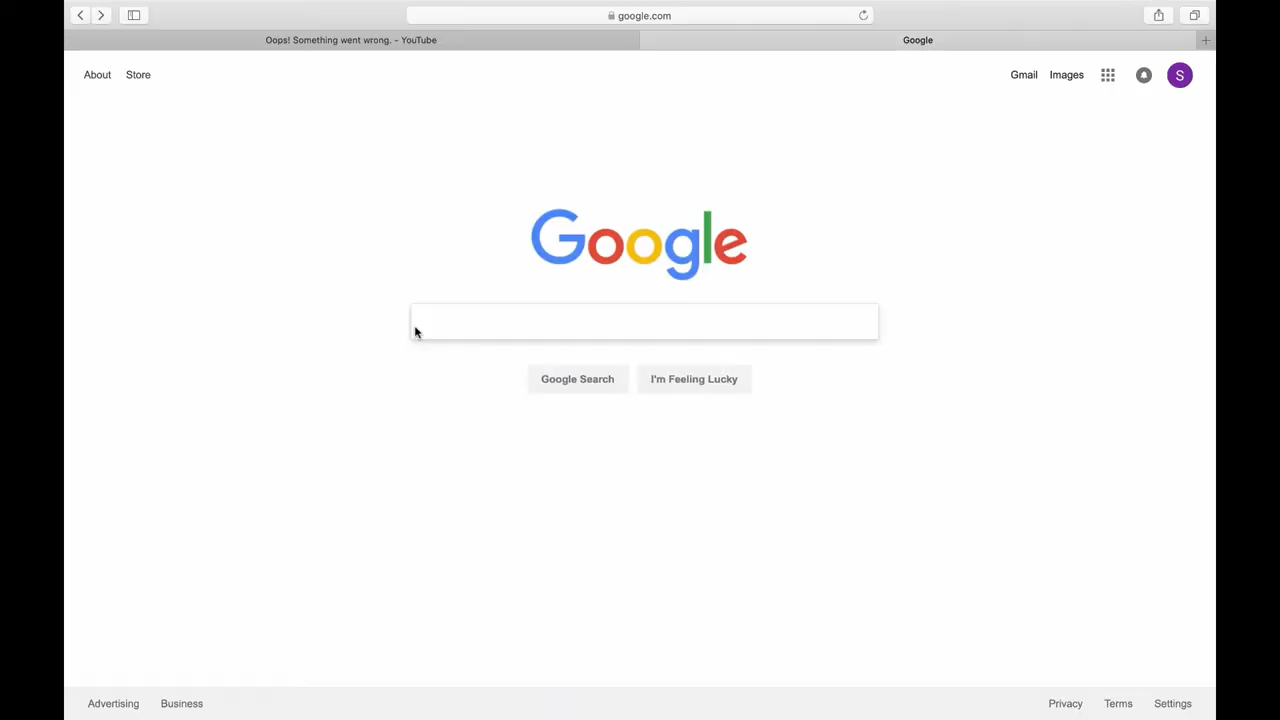 google.com
Oops! Something went wrong. - YouTube
Google
About Store
Gmail Images S
Google
Google Search I'm Feeling Lucky
Advertising Business
Privacy Terms Settings